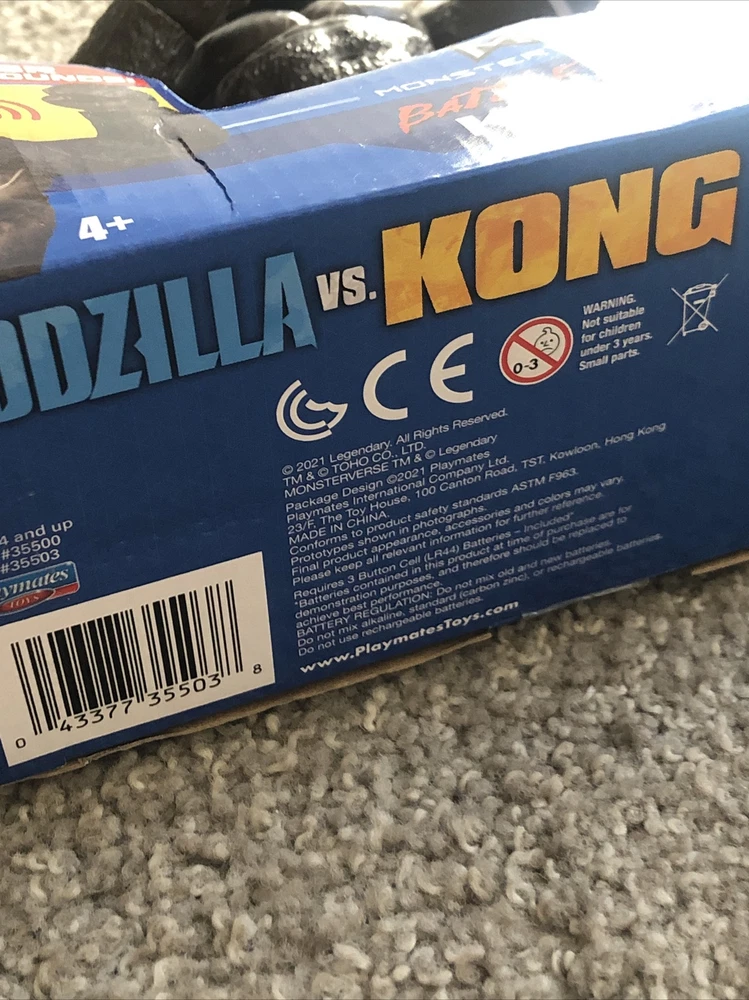 OUNDS!
4+
MONSTER
BATTLE
ODZILLA VS. KONG
CE
0-3
WARNING.
Not suitable
for children
under 3 years.
Small parts.
© 2021 Legendary. All Rights Reserved.
TM & © TOHO CO., LTD.
MONSTERVERSE TM & © Legendary
Package Design ©2021 Playmates
Playmates International Company Ltd.
23/F, The Toy House, 100 Canton Road, TST, Kowloon, Hong Kong
MADE IN CHINA.
Conforms to product safety standards ASTM F963.
Prototypes shown in photographs.
Final product appearance, accessories and colors may vary.
Please keep all relevant information for further reference.
Requires 3 Button Cell (LR44) Batteries – Included*.
*Batteries contained in this product at time of purchase are for
demonstration purposes, and therefore should be replaced to
achieve best performance.
BATTERY REGULATION: Do not mix old and new batteries.
Do not mix alkaline, standard (carbon zinc), or rechargeable batteries.
Do not use rechargeable batteries.
www.PlaymatesToys.com
4 and up
#35500
#35503
ymates
TOYS
0 43377 35503 8